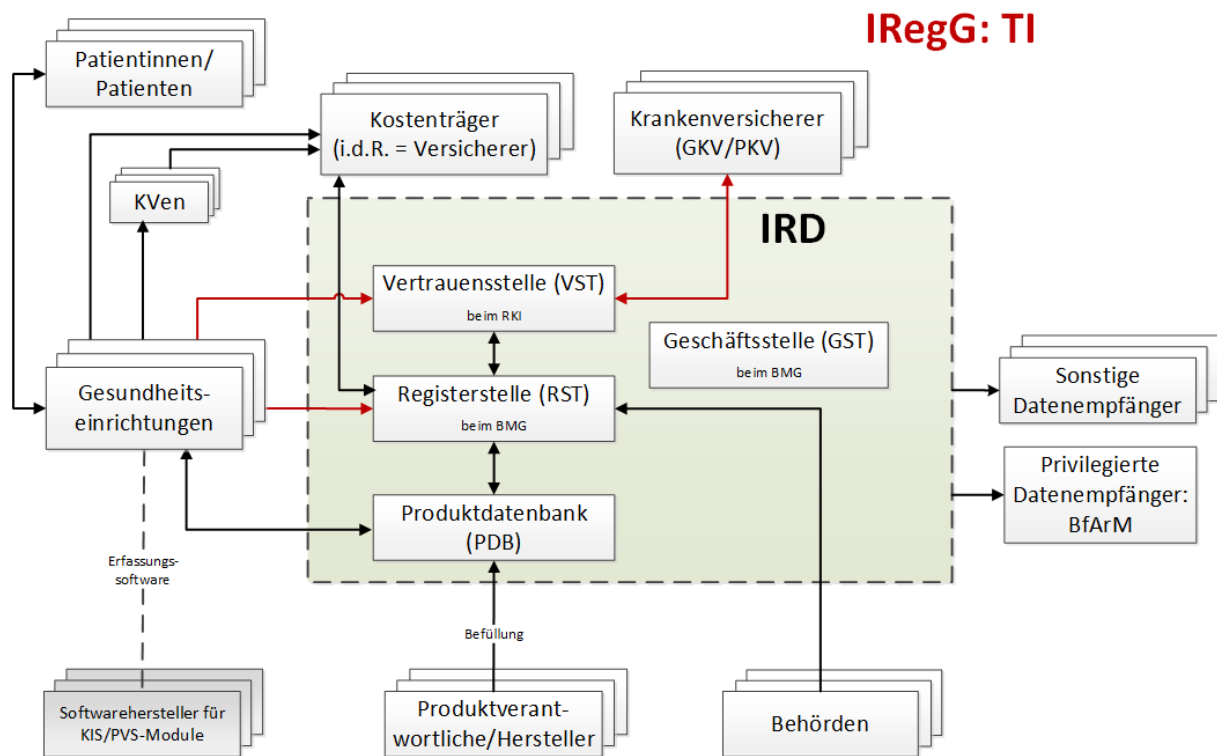 IRegG: TI
Patientinnen/
Patienten
Kostenträger
(i.d.R. = Versicherer)
Krankenversicherer
(GKV/PKV)
KVen
IRD
Vertrauensstelle (VST)
beim RKI
Geschäftsstelle (GST)
beim BMG
Gesundheits-
einrichtungen
Registerstelle (RST)
beim BMG
Sonstige
Datenempfänger
Privilegierte
Datenempfänger:
BfArM
Produktdatenbank
(PDB)
Erfassungs-
software
Befüllung
Softwarehersteller für
KIS/PVS-Module
Produktverant-
wortliche/Hersteller
Behörden